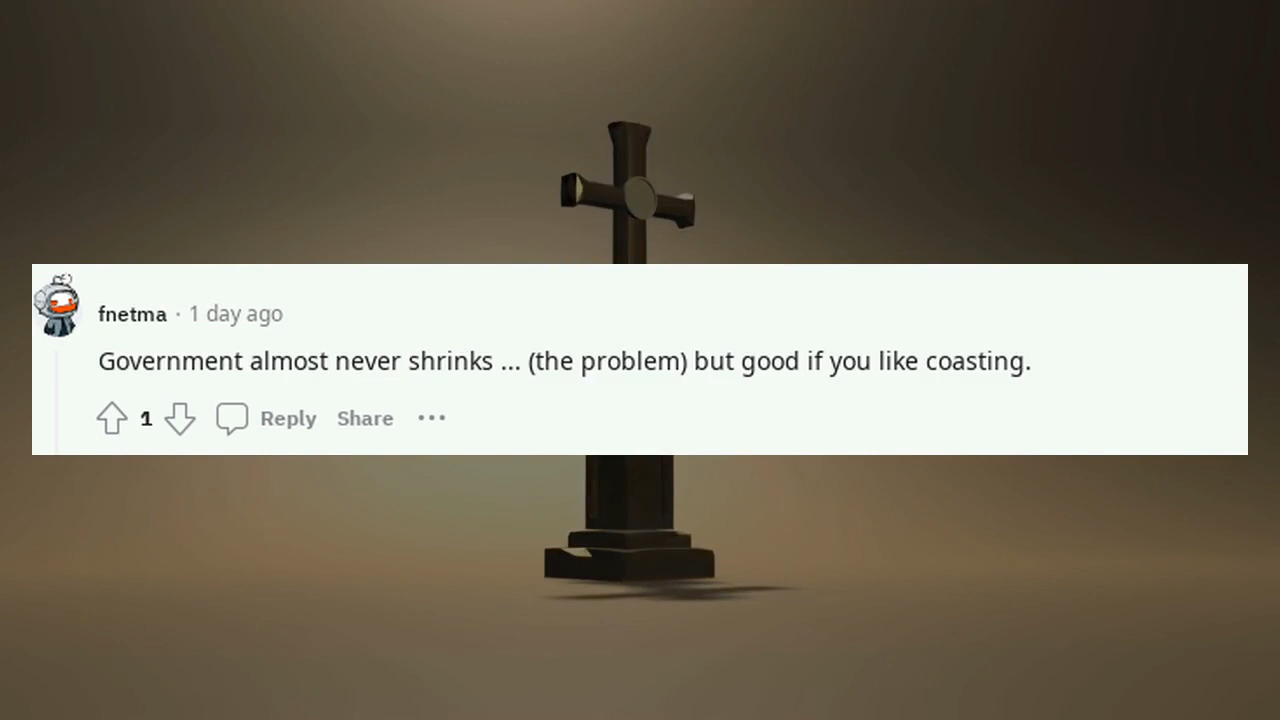 fnetma · 1 day ago
Government almost never shrinks ... (the problem) but good if you like coasting.
1 Reply Share ···